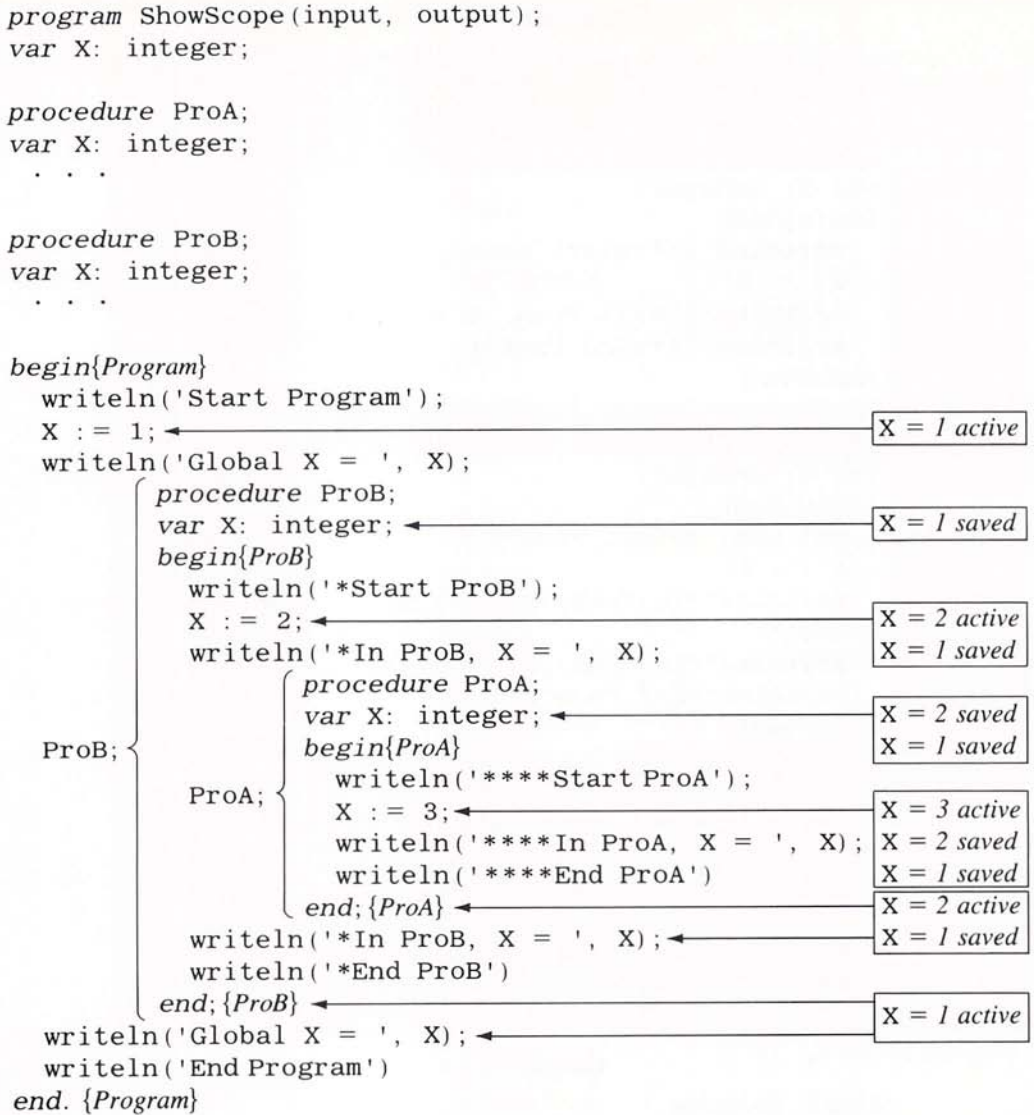 program ShowScope(input, output);
var X: integer;
procedure ProA;
var X: integer;
. . .
procedure ProB;
var X: integer;
. . .
begin{Program}
writeln('Start Program');
X := 1; X = 1 active
writeln('Global X = ', X);
procedure ProB;
var X: integer; X = 1 saved
begin{ProB}
writeln('*Start ProB');
X := 2; X = 2 active
writeln('*In ProB, X = ', X); X = 1 saved
procedure ProA;
var X: integer; X = 2 saved
ProB; begin{ProA} X = 1 saved
writeln('****Start ProA');
ProA; X := 3; X = 3 active
writeln('****In ProA, X = ', X); X = 2 saved
writeln('****End ProA') X = 1 saved
end; {ProA} X = 2 active
writeln('*In ProB, X = ', X); X = 1 saved
writeln('*End ProB')
end; {ProB} X = 1 active
writeln('Global X = ', X);
writeln('End Program')
end. {Program}